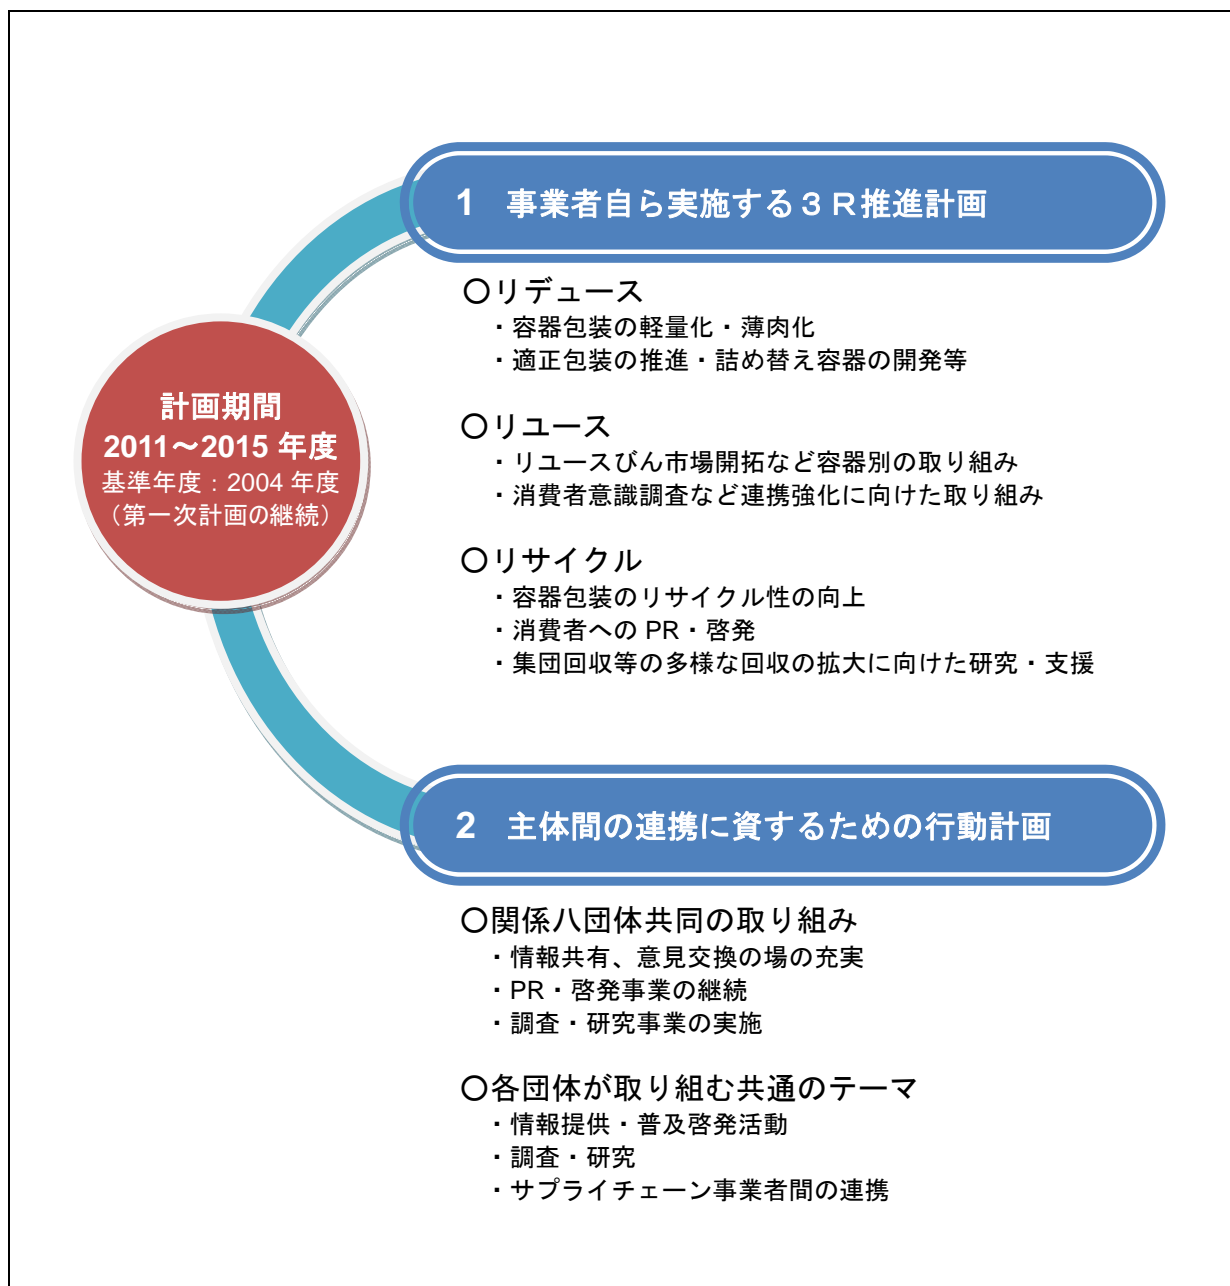 計画期間
2011～2015 年度
基準年度：2004 年度
（第一次計画の継続）
1 事業者自ら実施する３Ｒ推進計画
〇リデュース
・容器包装の軽量化・薄肉化
・適正包装の推進・詰め替え容器の開発等
〇リユース
・リユースびん市場開拓など容器別の取り組み
・消費者意識調査など連携強化に向けた取り組み
〇リサイクル
・容器包装のリサイクル性の向上
・消費者への PR・啓発
・集団回収等の多様な回収の拡大に向けた研究・支援
2 主体間の連携に資するための行動計画
〇関係八団体共同の取り組み
・情報共有、意見交換の場の充実
・PR・啓発事業の継続
・調査・研究事業の実施
〇各団体が取り組む共通のテーマ
・情報提供・普及啓発活動
・調査・研究
・サプライチェーン事業者間の連携